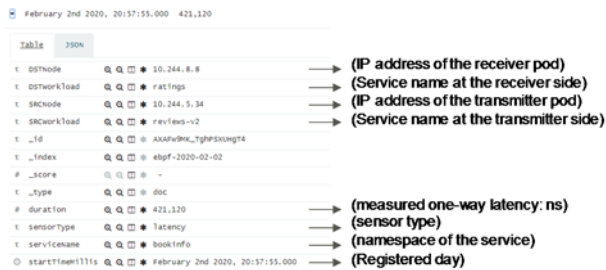 February 2nd 2020, 20:57:55.000 421,120
Table JSON
t DSTNode 10.244.8.8 (IP address of the receiver pod)
t DSTWorkload ratings (Service name at the receiver side)
t SRCNode 10.244.5.34 (IP address of the transmitter pod)
t SRCWorkload reviews-v2 (Service name at the transmitter side)
t _id
t _index ebpf-2020-02-02
# _score -
t _type doc
# duration 421,120 (measured one-way latency: ns)
t sensorType latency (sensor type)
t serviceName bookinfo (namespace of the service)
startTimeMillis February 2nd 2020, 20:57:55.000 (Registered day)